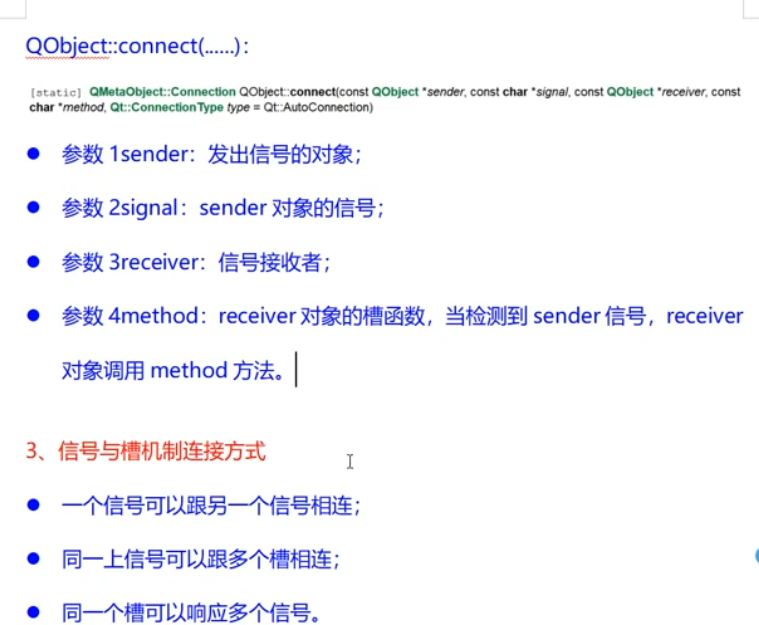 QObject::connect(......):
[static] QMetaObject::Connection QObject::connect(const QObject *sender, const char *signal, const QObject *receiver, const
char *method, Qt::ConnectionType type = Qt::AutoConnection)
● 参数 1sender：发出信号的对象；
● 参数 2signal：sender 对象的信号；
● 参数 3receiver：信号接收者；
● 参数 4method：receiver 对象的槽函数，当检测到 sender 信号，receiver
对象调用 method 方法。
3、信号与槽机制连接方式
● 一个信号可以跟另一个信号相连；
● 同一上信号可以跟多个槽相连；
● 同一个槽可以响应多个信号。